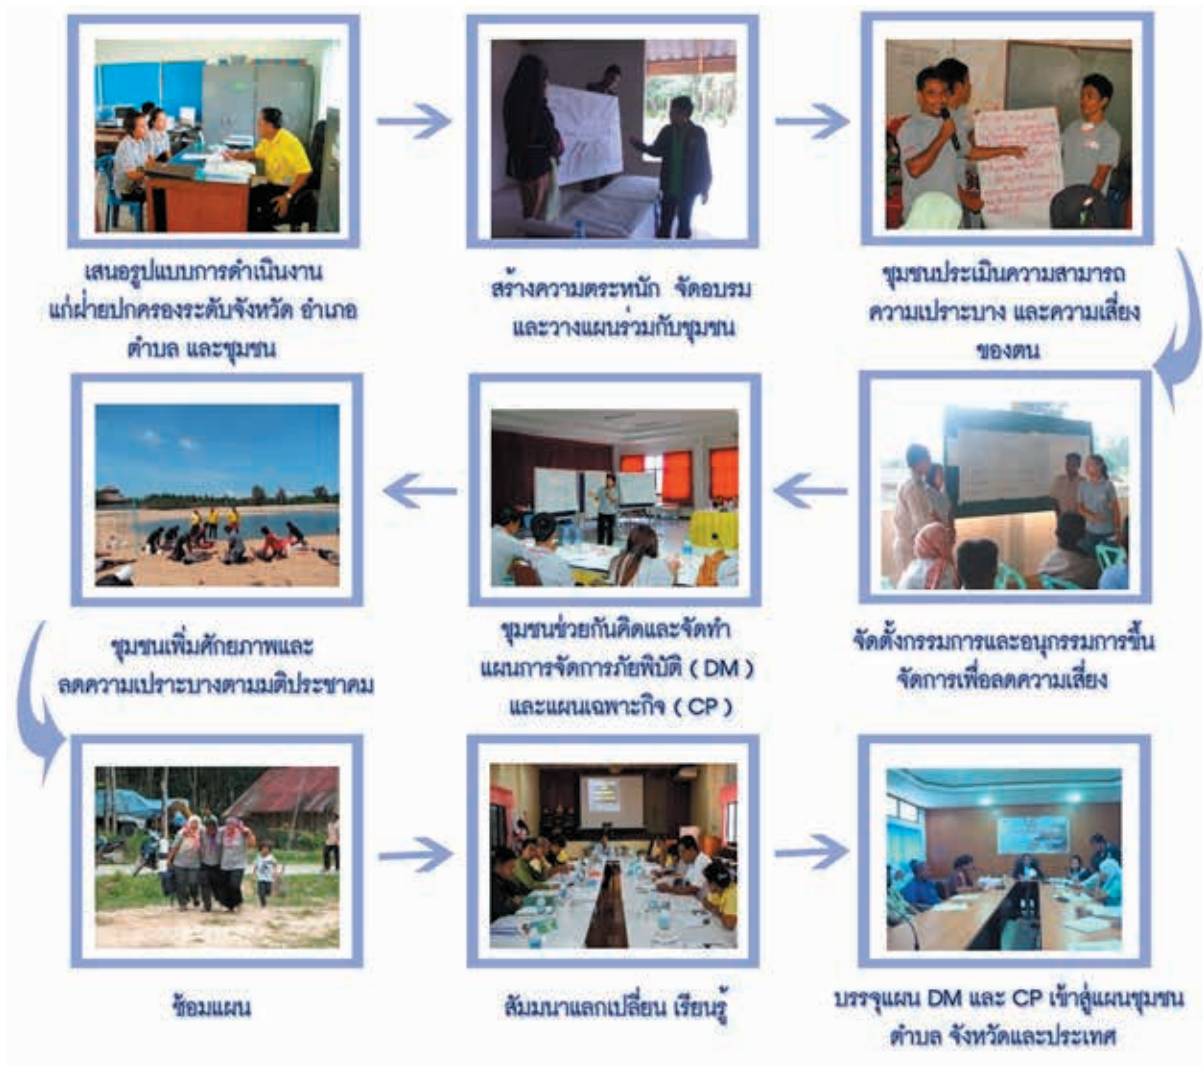 เสนอรูปแบบการดำเนินงาน
แก่ฝ่ายปกครองระดับจังหวัด อำเภอ
ตำบล และชุมชน
สร้างความตระหนัก จัดอบรม
และวางแผนร่วมกับชุมชน
ชุมชนประเมินความสามารถ
ความเปราะบาง และความเสี่ยง
ของตน
จัดตั้งกรรมการและอนุกรรมการขึ้น
จัดการเพื่อลดความเสี่ยง
ชุมชนช่วยกันคิดและจัดทำ
แผนการจัดการภัยพิบัติ ( DM )
และแผนเฉพาะกิจ ( CP )
ชุมชนเพิ่มศักยภาพและ
ลดความเปราะบางตามมติประชาคม
ซ้อมแผน
สัมมนาแลกเปลี่ยน เรียนรู้
บรรจุแผน DM และ CP เข้าสู่แผนชุมชน
ตำบล จังหวัดและประเทศ